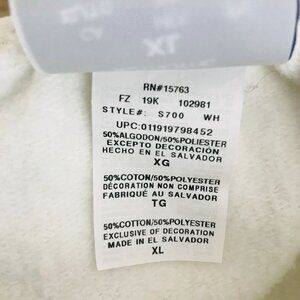 XL
RN#15763
FZ 19K 102981
STYLE#: S700 WH
UPC:011919798452
50%ALGODON/50%POLIESTER
EXCEPTO DECORACIÓN
HECHO EN EL SALVADOR
XG
50%COTON/50%POLYESTER
DÉCORATION NON COMPRISE
FABRIQUÉ AU SALVADOR
TG
50%COTTON/50%POLYESTER
EXCLUSIVE OF DECORATION
MADE IN EL SALVADOR
XL